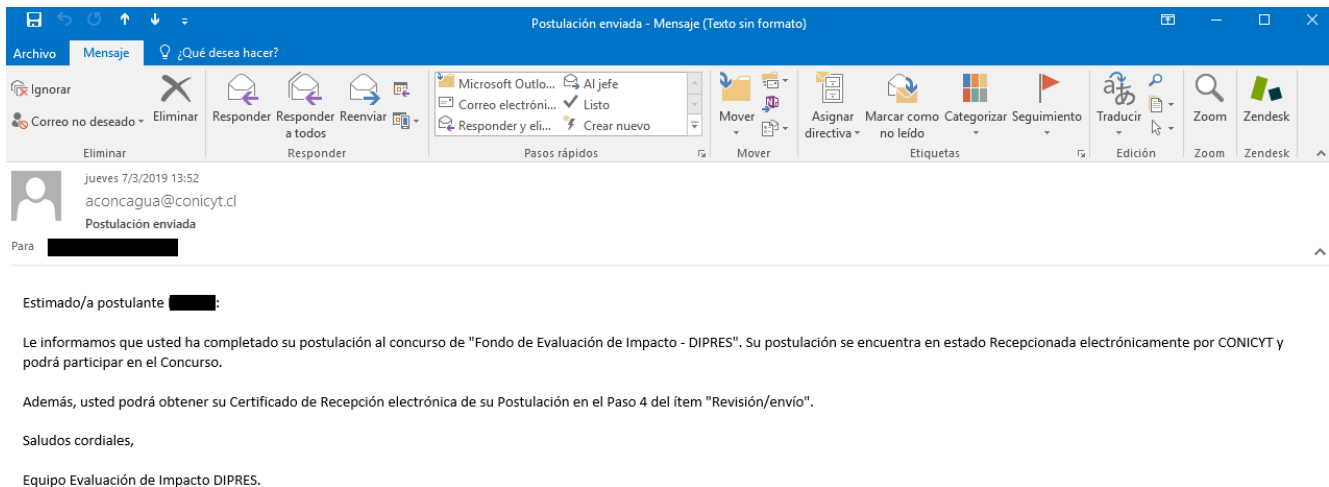 Postulación enviada - Mensaje (Texto sin formato)
Archivo Mensaje ¿Qué desea hacer?
Ignorar
Correo no deseado
Eliminar
Responder Responder a todos Reenviar
Microsoft Outlo... Al jefe
Correo electróni... Listo
Responder y eli... Crear nuevo
Mover
Asignar directiva Marcar como no leído Categorizar Seguimiento
Traducir
Zoom
Zendesk
Eliminar Responder Pasos rápidos Mover Etiquetas Edición Zoom Zendesk
jueves 7/3/2019 13:52
aconcagua@conicyt.cl
Postulación enviada
Para
Estimado/a postulante :
Le informamos que usted ha completado su postulación al concurso de "Fondo de Evaluación de Impacto - DIPRES". Su postulación se encuentra en estado Recepcionada electrónicamente por CONICYT y
podrá participar en el Concurso.
Además, usted podrá obtener su Certificado de Recepción electrónica de su Postulación en el Paso 4 del ítem "Revisión/envío".
Saludos cordiales,
Equipo Evaluación de Impacto DIPRES.